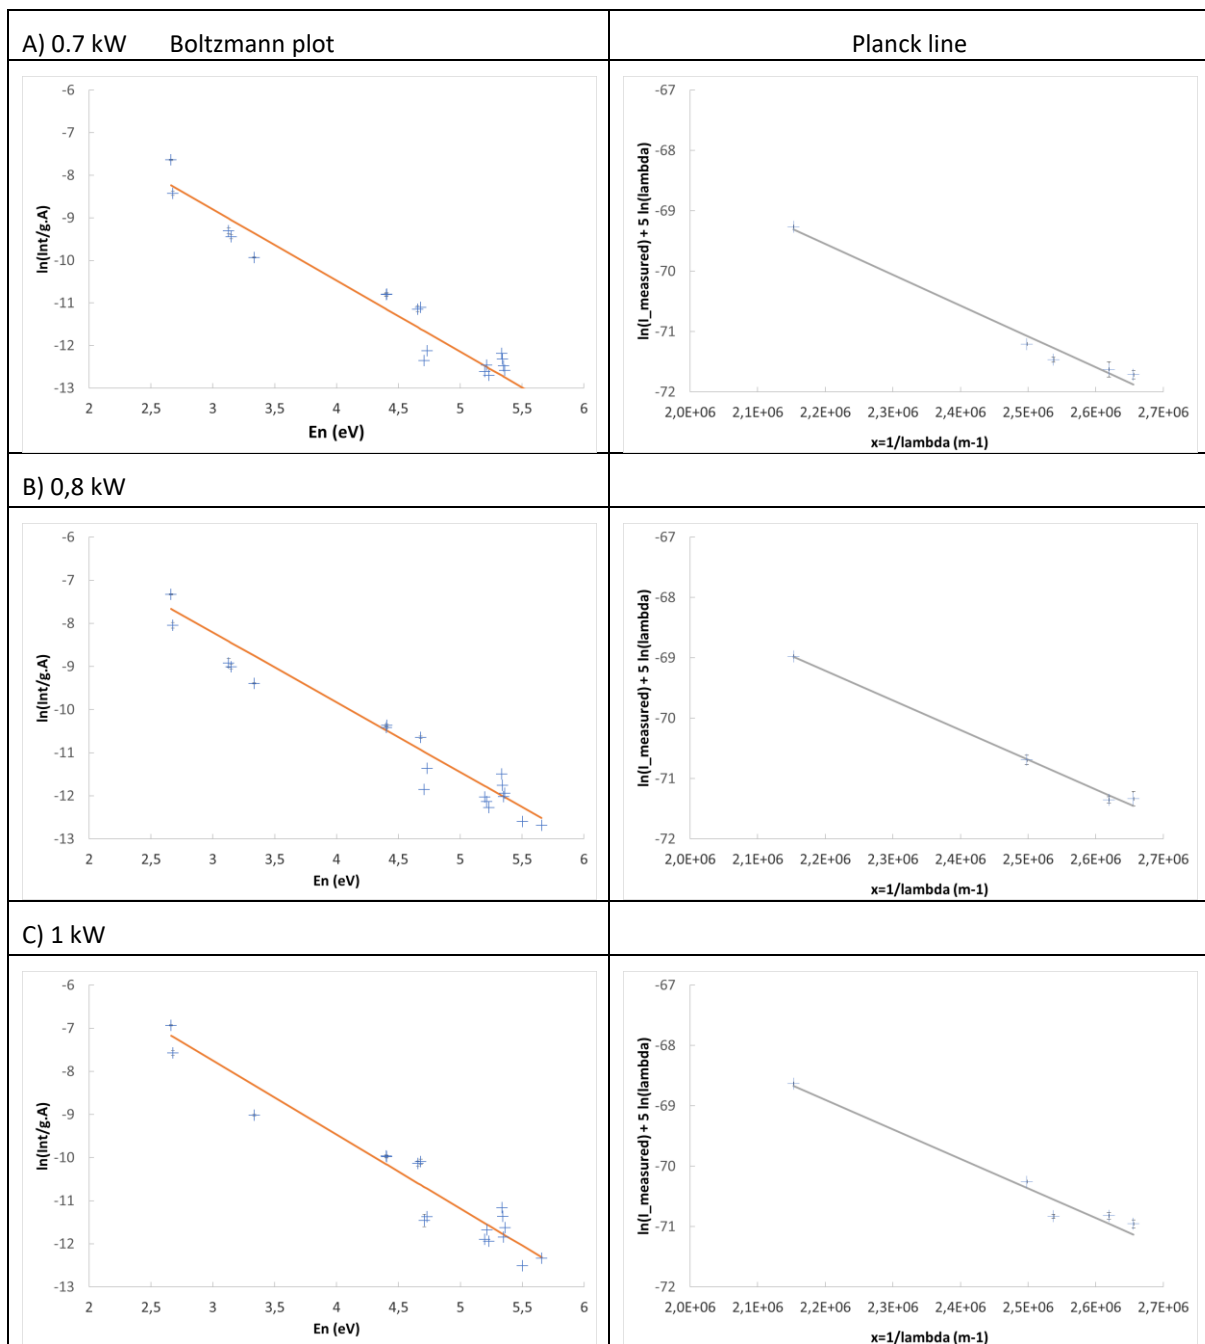 A) 0.7 kW Boltzmann plot
Planck line
-6
-7
-8
-9
-10
-11
-12
-13
ln(Int/g.A)
2 2,5 3 3,5 4 4,5 5 5,5 6
En (eV)
-67
-68
-69
-70
-71
-72
ln(I_measured) + 5 ln(lambda)
2,0E+06 2,1E+06 2,2E+06 2,3E+06 2,4E+06 2,5E+06 2,6E+06 2,7E+06
x=1/lambda (m-1)
B) 0,8 kW
-6
-7
-8
-9
-10
-11
-12
-13
ln(Int/g.A)
2 2,5 3 3,5 4 4,5 5 5,5 6
En (eV)
-67
-68
-69
-70
-71
-72
ln(I_measured) + 5 ln(lambda)
2,0E+06 2,1E+06 2,2E+06 2,3E+06 2,4E+06 2,5E+06 2,6E+06 2,7E+06
x=1/lambda (m-1)
C) 1 kW
-6
-7
-8
-9
-10
-11
-12
-13
ln(Int/g.A)
2 2,5 3 3,5 4 4,5 5 5,5 6
En (eV)
-67
-68
-69
-70
-71
-72
ln(I_measured) + 5 ln(lambda)
2,0E+06 2,1E+06 2,2E+06 2,3E+06 2,4E+06 2,5E+06 2,6E+06 2,7E+06
x=1/lambda (m-1)